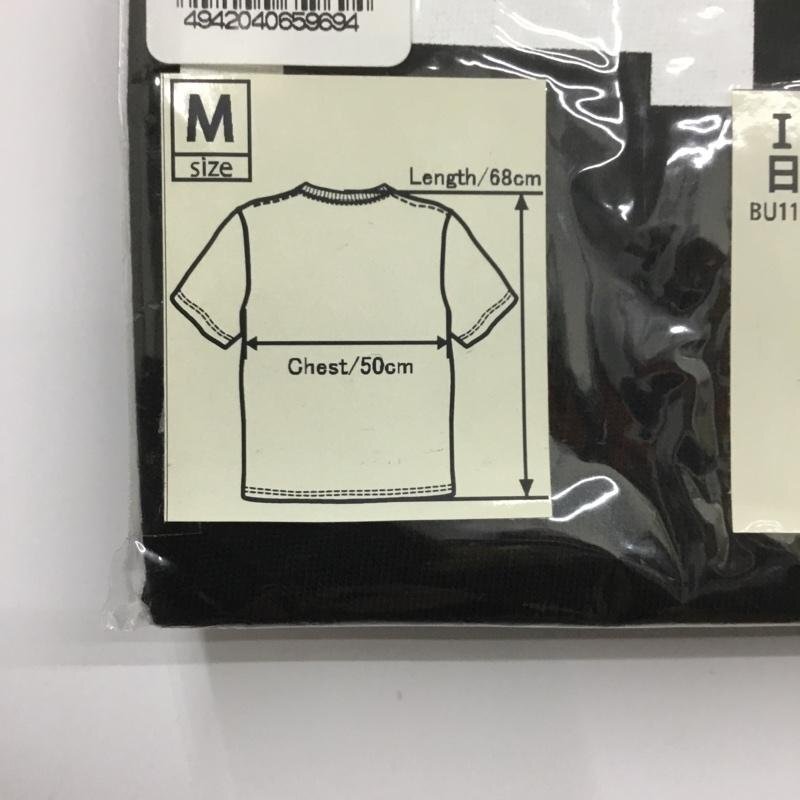 4942040659694
M
size
Length/68cm
Chest/50cm
I
日
BU11